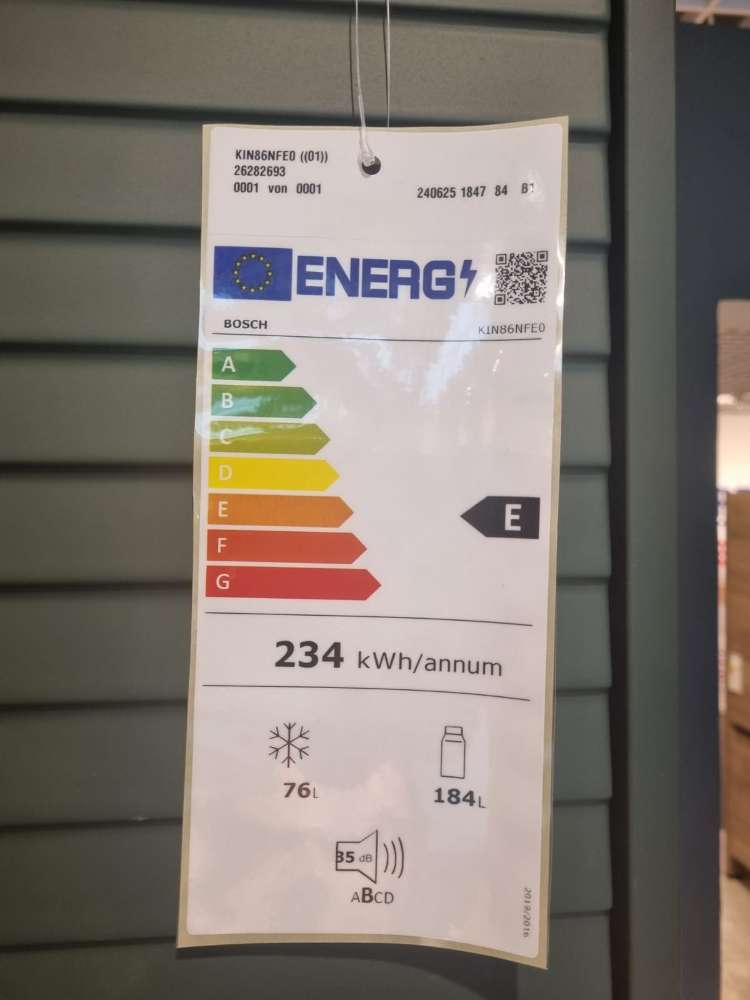 KIN86NFE0 ((01))
26282693
0001 von 0001
240625 1847 84 B1
ENERG
BOSCH
KIN86NFE0
A
B
C
D
E
E
F
G
234 kWh/annum
76L
184L
35 dB
ABCD
2019/2016